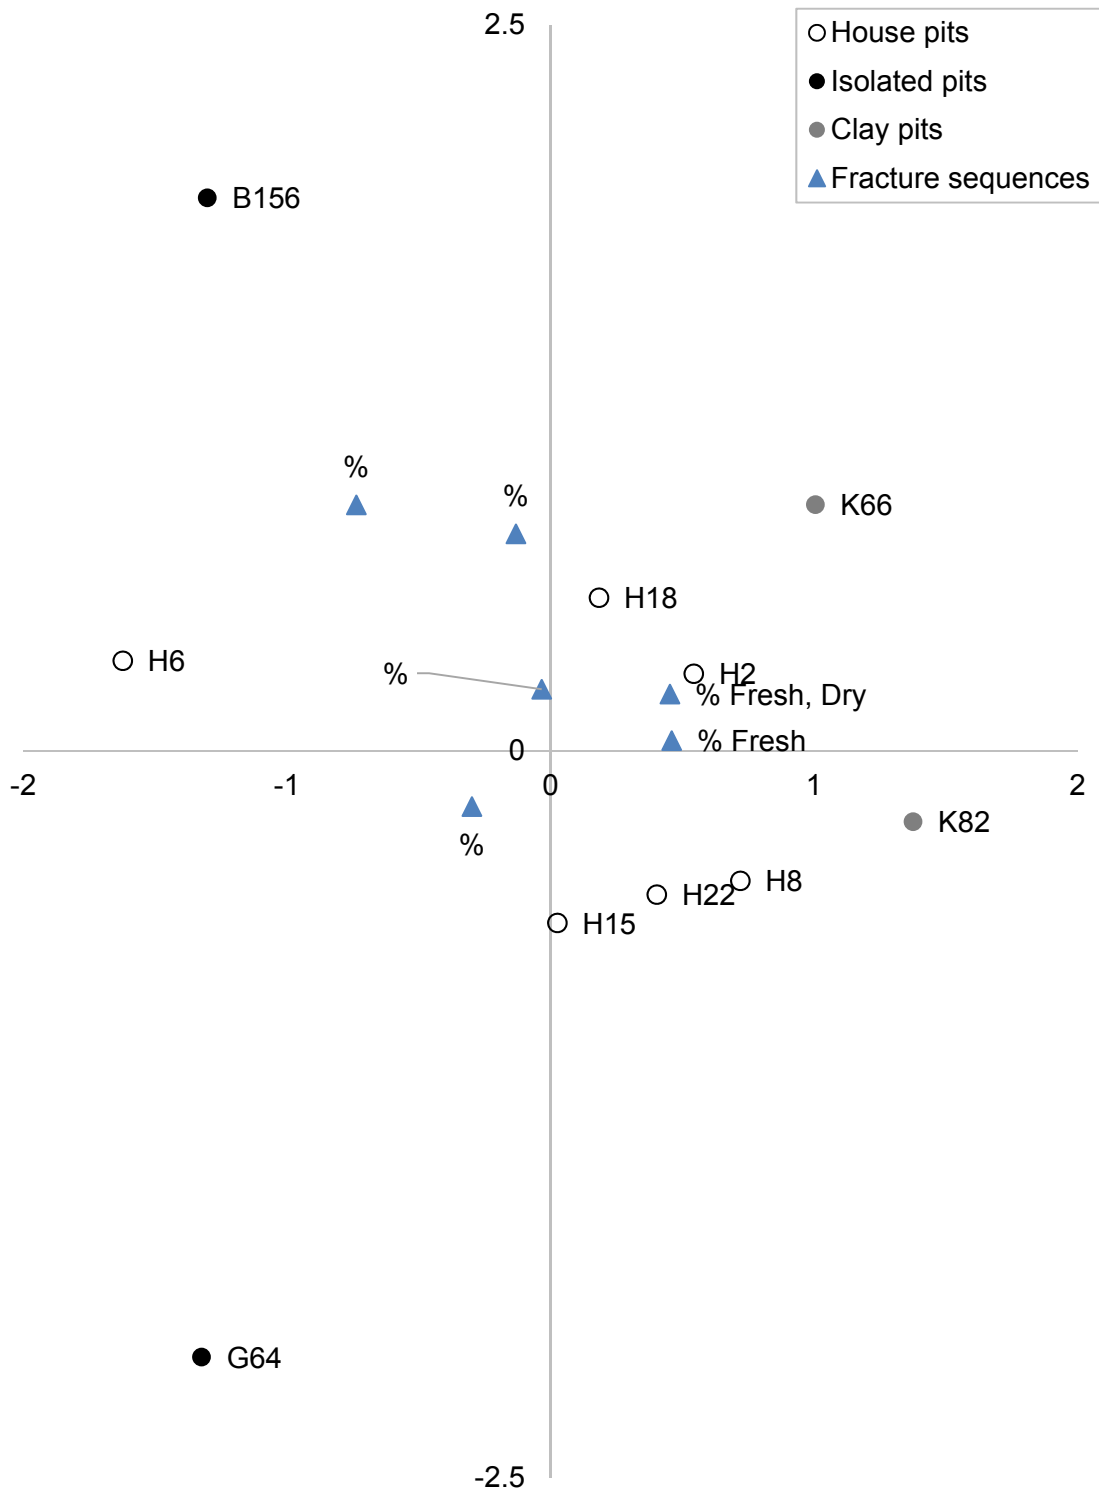 2.5
House pits
Isolated pits
Clay pits
Fracture sequences
B156
%
%
K66
H18
H6
%
H2
% Fresh, Dry
% Fresh
0
-2
-1
0
1
2
K82
%
H8
H22
H15
G64
-2.5